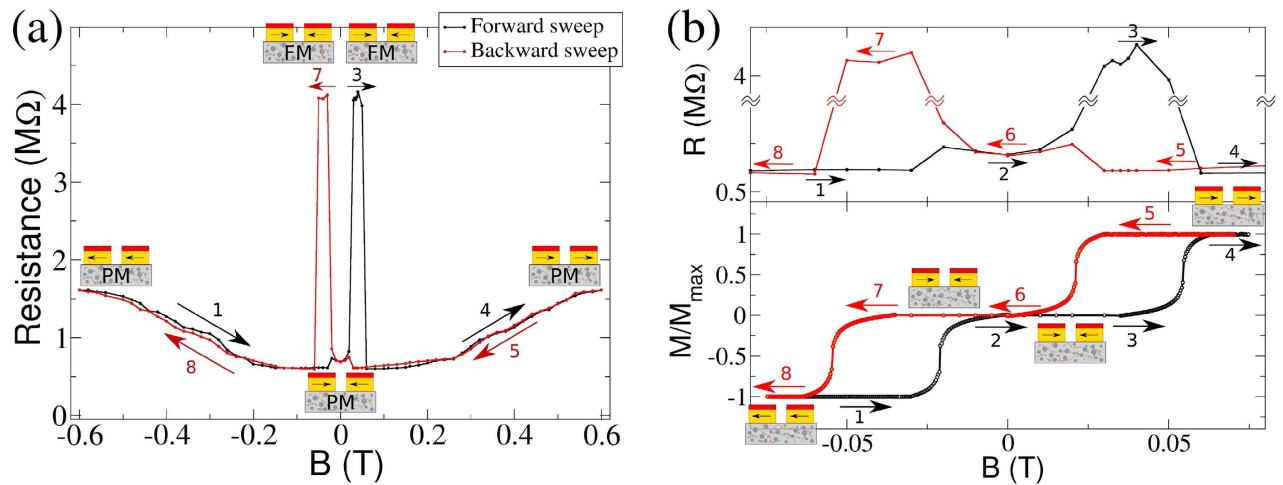 (a)
Forward sweep
Backward sweep
FM FM
7 3
PM
PM
PM
1
8
4
5
Resistance (MΩ)
5
4
3
2
1
0
-0.6 -0.4 -0.2 0 0.2 0.4 0.6
B (T)
(b)
R (MΩ)
4
0.5
7
3
8
1
6
2
5
4
M/M_max
1
0.5
0
-0.5
-1
5
4
7
6
2
3
8
1
-0.05 0 0.05
B (T)